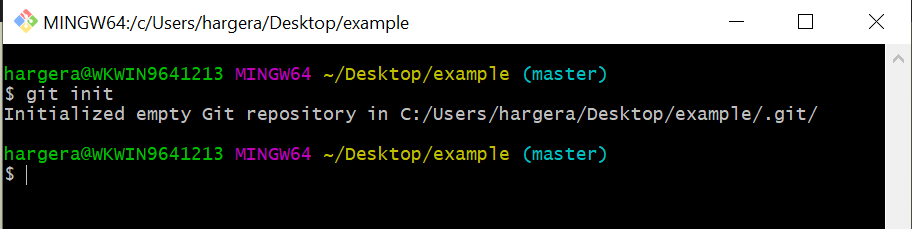 MINGW64:/c/Users/hargera/Desktop/example
hargera@WKWIN9641213 MINGW64 ~/Desktop/example (master)
$ git init
Initialized empty Git repository in C:/Users/hargera/Desktop/example/.git/
hargera@WKWIN9641213 MINGW64 ~/Desktop/example (master)
$